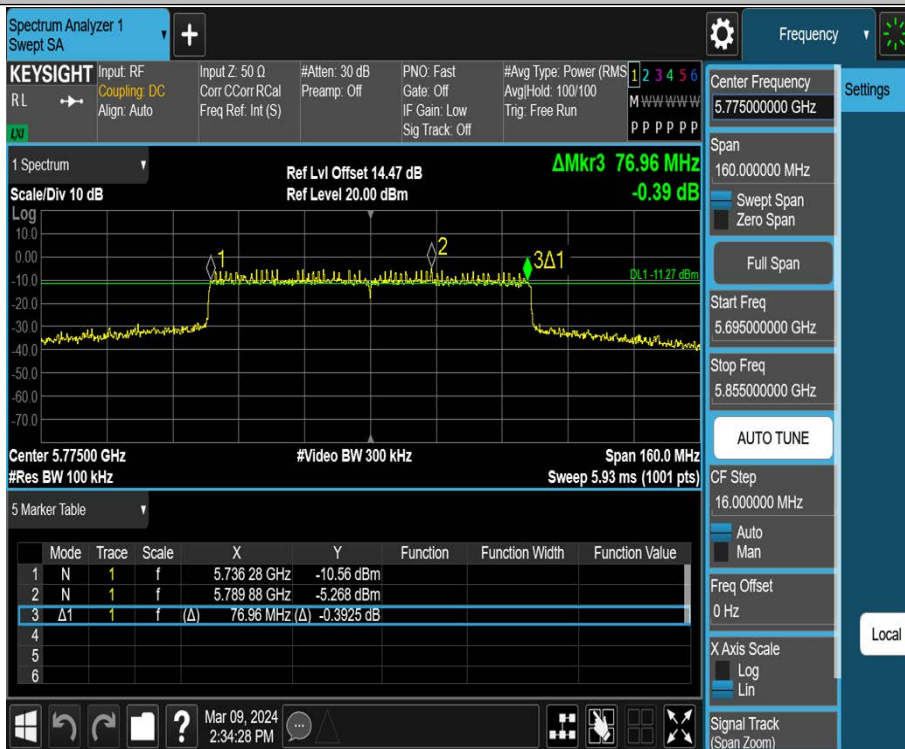 Spectrum Analyzer 1
Swept SA
+
Frequency
KEYSIGHT
R L
LXI
Input: RF
Coupling: DC
Align: Auto
Input Z: 50 Ω
Corr CCorr RCal
Freq Ref: Int (S)
#Atten: 30 dB
Preamp: Off
PNO: Fast
Gate: Off
IF Gain: Low
Sig Track: Off
#Avg Type: Power (RMS
Avg|Hold: 100/100
Trig: Free Run
1 2 3 4 5 6
M W W W W W
P P P P P P
1 Spectrum
Scale/Div 10 dB
Ref Lvl Offset 14.47 dB
Ref Level 20.00 dBm
ΔMkr3 76.96 MHz
-0.39 dB
Log
10.0
0.00
-10.0
-20.0
-30.0
-40.0
-50.0
-60.0
-70.0
1
2
3Δ1
DL1 -11.27 dBm
Center 5.77500 GHz
#Video BW 300 kHz
Span 160.0 MHz
#Res BW 100 kHz
Sweep 5.93 ms (1001 pts)
5 Marker Table
Mode Trace Scale X Y Function Function Width Function Value
1 N 1 f 5.736 28 GHz -10.56 dBm
2 N 1 f 5.789 88 GHz -5.268 dBm
3 Δ1 1 f (Δ) 76.96 MHz (Δ) -0.3925 dB
4
5
6
?
Mar 09, 2024
2:34:28 PM
Center Frequency
5.775000000 GHz
Span
160.000000 MHz
Swept Span
Zero Span
Full Span
Start Freq
5.695000000 GHz
Stop Freq
5.855000000 GHz
AUTO TUNE
CF Step
16.000000 MHz
Auto
Man
Freq Offset
0 Hz
X Axis Scale
Log
Lin
Signal Track
(Span Zoom)
Settings
Local